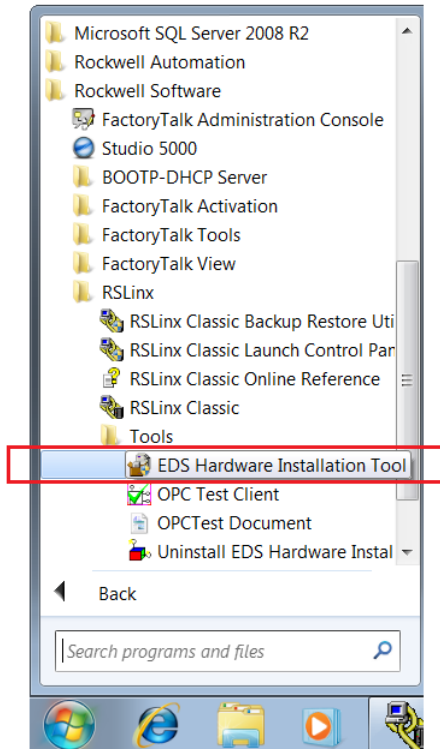 Microsoft SQL Server 2008 R2
Rockwell Automation
Rockwell Software
FactoryTalk Administration Console
Studio 5000
BOOTP-DHCP Server
FactoryTalk Activation
FactoryTalk Tools
FactoryTalk View
RSLinx
RSLinx Classic Backup Restore Uti
RSLinx Classic Launch Control Pan
RSLinx Classic Online Reference
RSLinx Classic
Tools
EDS Hardware Installation Tool
OPC Test Client
OPCTest Document
Uninstall EDS Hardware Instal
Back
Search programs and files